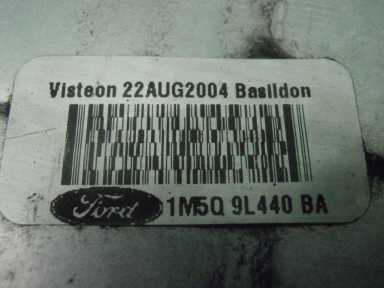 Visteon 22AUG2004 Basildon
Ford 1M5Q 9L440 BA